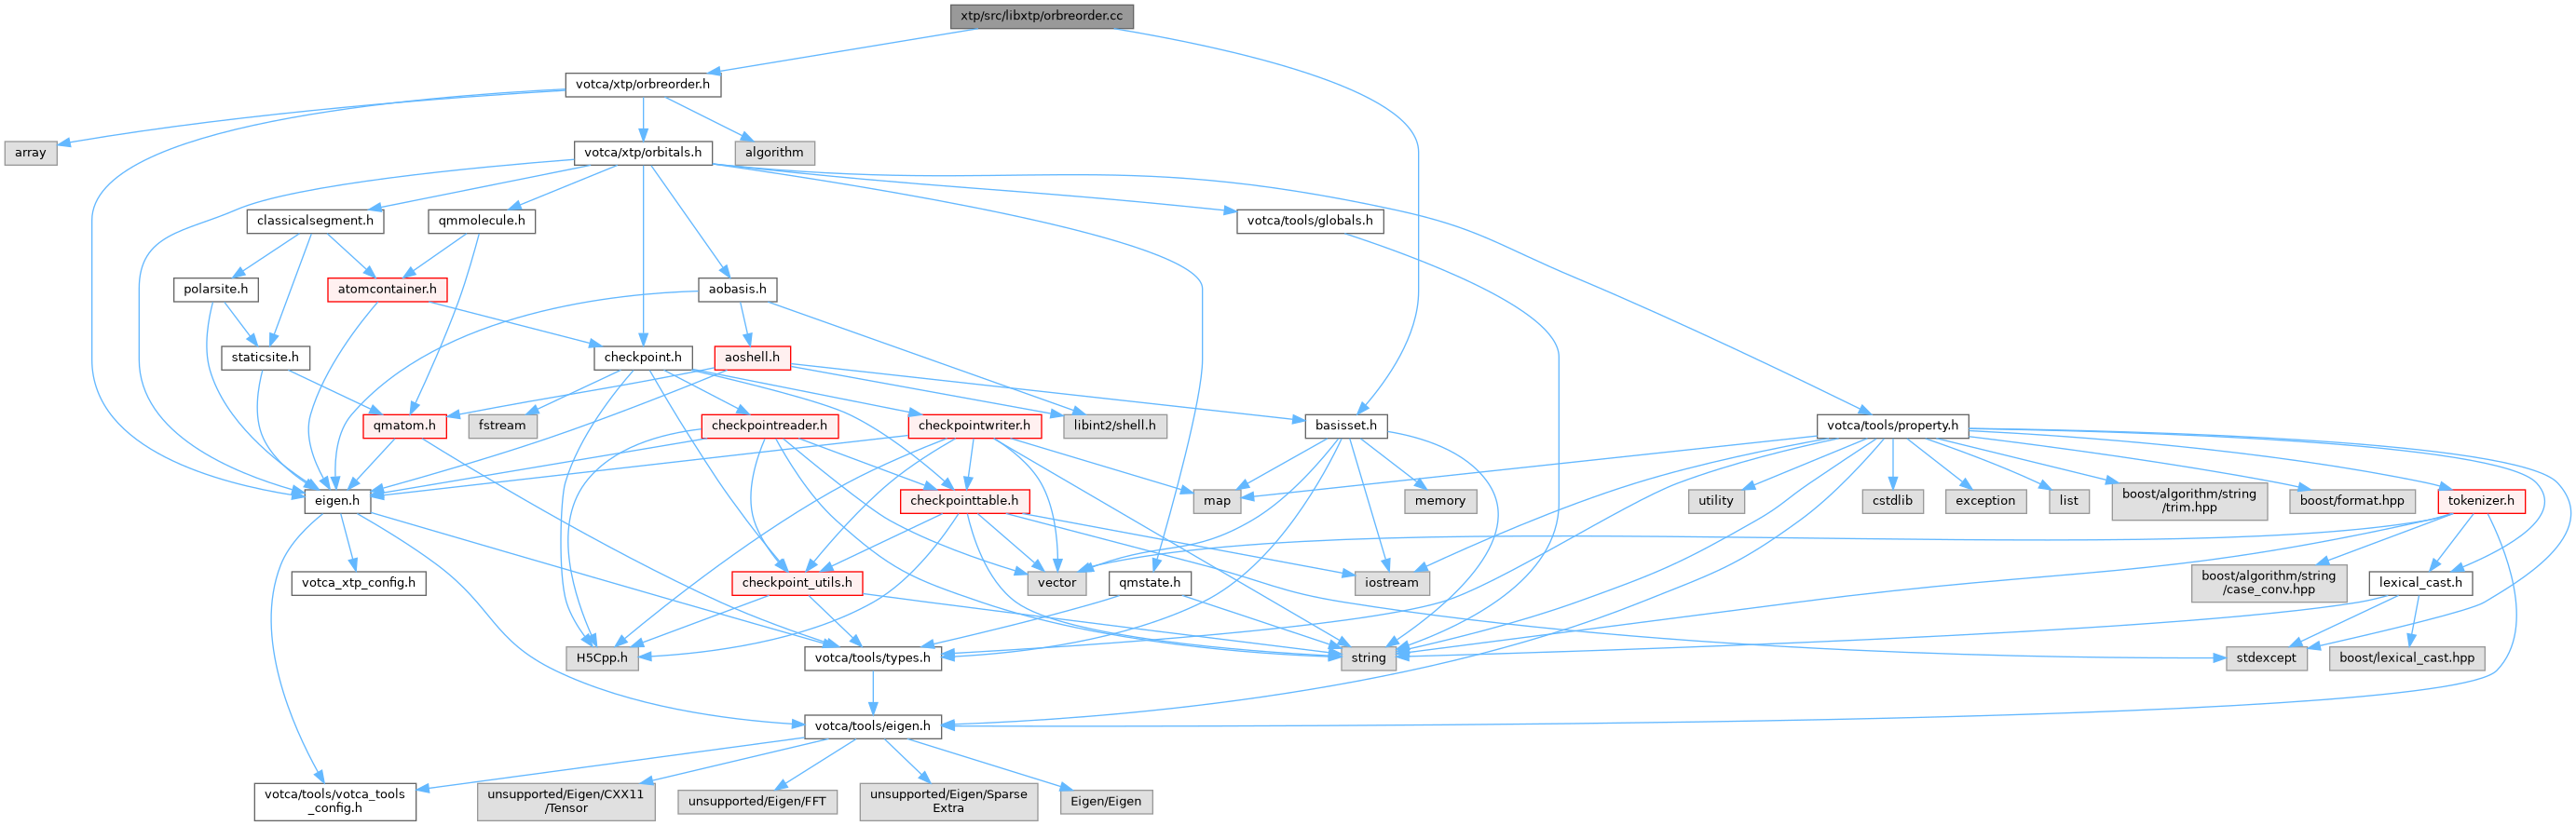 xtp/src/libxtp/orbreorder.cc
votca/xtp/orbreorder.h
array
votca/xtp/orbitals.h
algorithm
classicalsegment.h
qmmolecule.h
votca/tools/globals.h
polarsite.h
atomcontainer.h
aobasis.h
staticsite.h
checkpoint.h
aoshell.h
qmatom.h
fstream
checkpointreader.h
checkpointwriter.h
libint2/shell.h
basisset.h
votca/tools/property.h
eigen.h
checkpointtable.h
map
memory
utility
cstdlib
exception
list
boost/algorithm/string
/trim.hpp
boost/format.hpp
tokenizer.h
votca_xtp_config.h
checkpoint_utils.h
vector
qmstate.h
iostream
boost/algorithm/string
/case_conv.hpp
lexical_cast.h
H5Cpp.h
votca/tools/types.h
string
stdexcept
boost/lexical_cast.hpp
votca/tools/eigen.h
votca/tools/votca_tools
_config.h
unsupported/Eigen/CXX11
/Tensor
unsupported/Eigen/FFT
unsupported/Eigen/Sparse
Extra
Eigen/Eigen